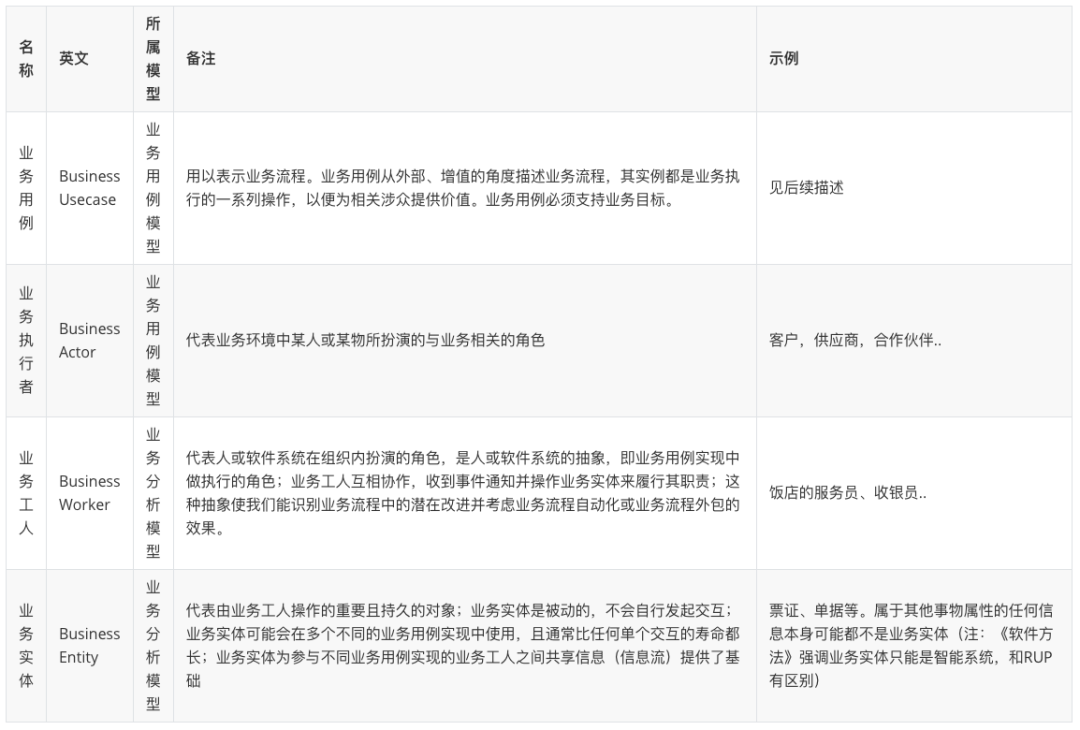 名
称
英文
所
属
模
型
备注
示例
业
务
用
例
Business
Usecase
业
务
用
例
模
型
用以表示业务流程。业务用例从外部、增值的角度描述业务流程，其实例都是业务执
行的一系列操作，以便为相关涉众提供价值。业务用例必须支持业务目标。
见后续描述
业
务
执
行
者
Business
Actor
业
务
用
例
模
型
代表业务环境中某人或某物所扮演的与业务相关的角色
客户，供应商，合作伙伴..
业
务
工
人
Business
Worker
业
务
分
析
模
型
代表人或软件系统在组织内扮演的角色，是人或软件系统的抽象，即业务用例实现中
做执行的角色；业务工人互相协作，收到事件通知并操作业务实体来履行其职责；这
种抽象使我们能识别业务流程中的潜在改进并考虑业务流程自动化或业务流程外包的
效果。
饭店的服务员、收银员..
业
务
实
体
Business
Entity
业
务
分
析
模
型
代表由业务工人操作的重要且持久的对象；业务实体是被动的，不会自行发起交互；
业务实体可能会在多个不同的业务用例实现中使用，且通常比任何单个交互的寿命都
长；业务实体为参与不同业务用例实现的业务工人之间共享信息（信息流）提供了基
础
票证、单据等。属于其他事物属性的任何信
息本身可能都不是业务实体（注：《软件方
法》强调业务实体只能是智能系统，和RUP
有区别）